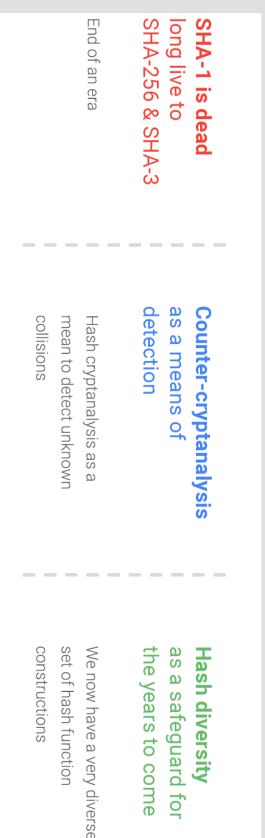 SHA-1 is dead
long live to
SHA-256 & SHA-3
End of an era
Counter-cryptanalysis
as a means of
detection
Hash cryptanalysis as a
mean to detect unknown
collisions
Hash diversity
as a safeguard for
the years to come
We now have a very diverse
set of hash function
constructions